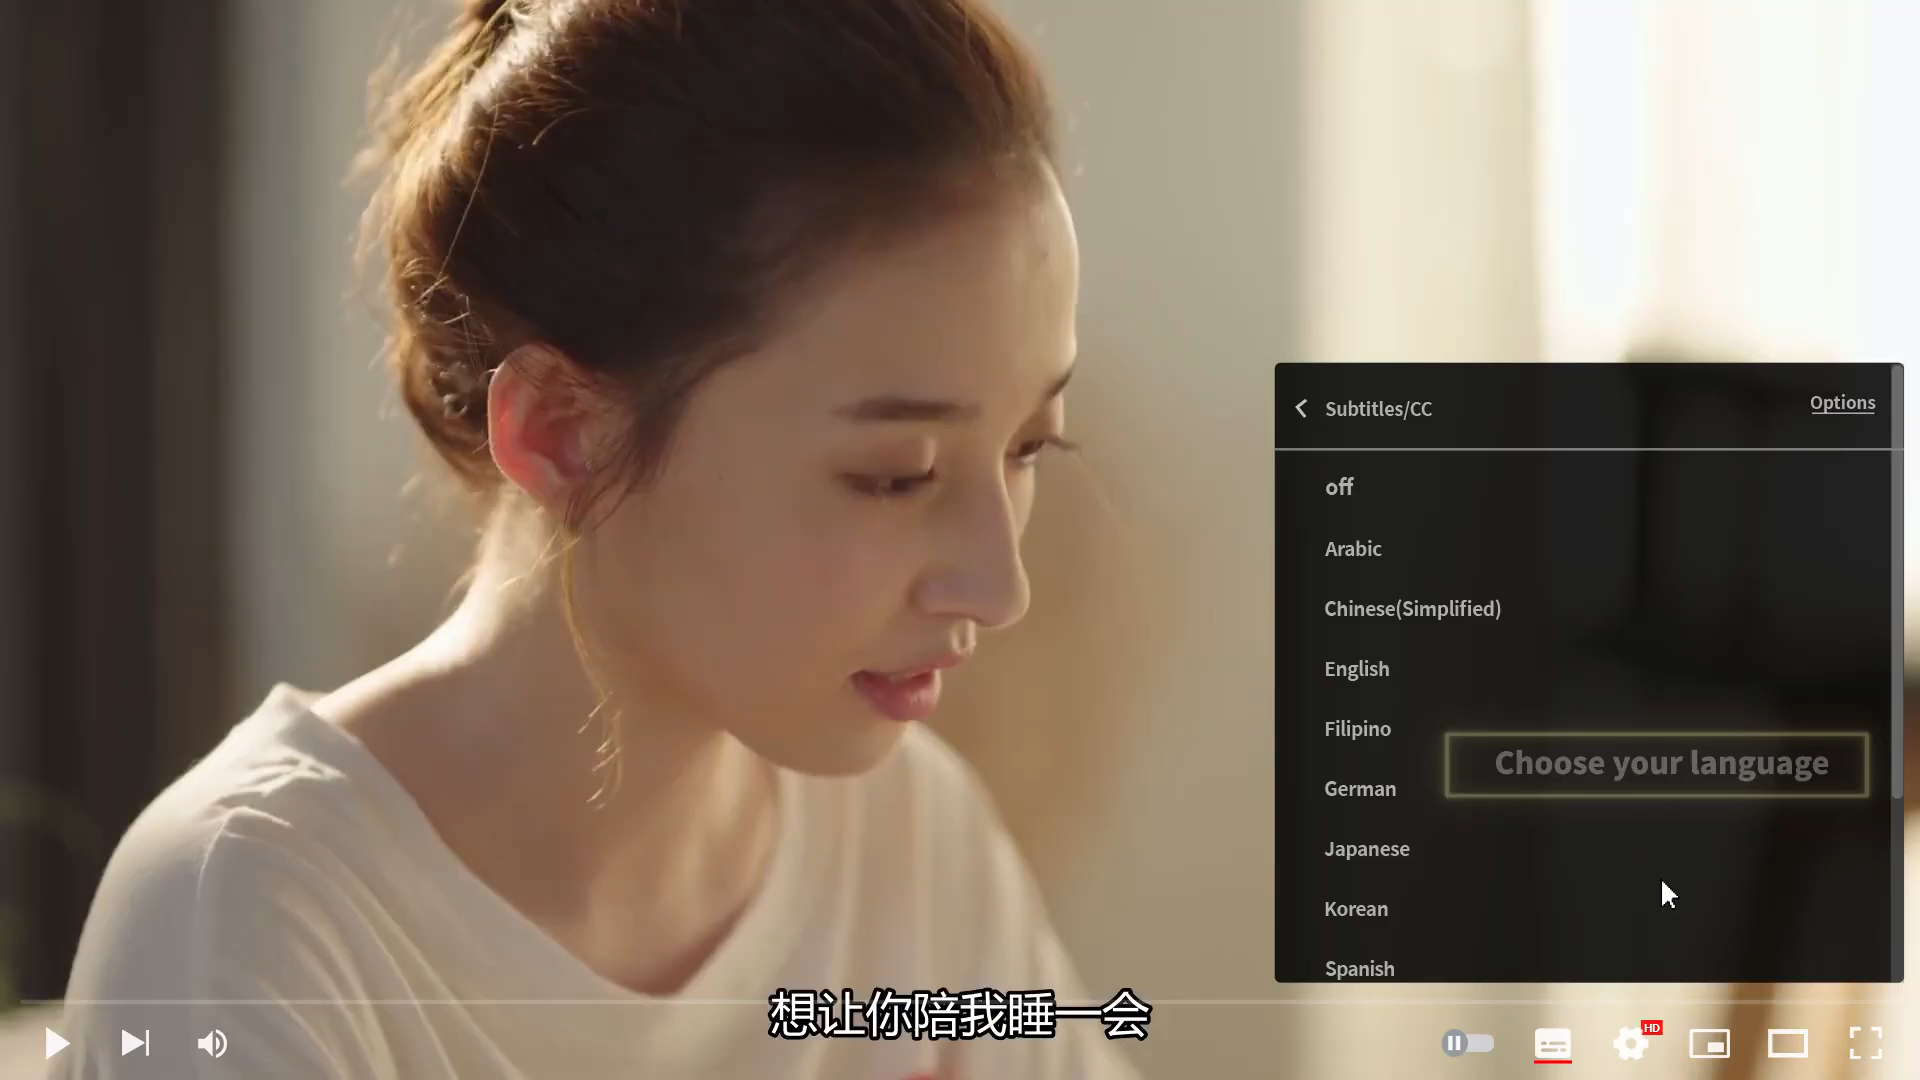 Subtitles/CC
Options
off
Arabic
Chinese(Simplified)
English
Filipino
Choose your language
German
Japanese
Korean
Spanish
想让你陪我睡一会
HD